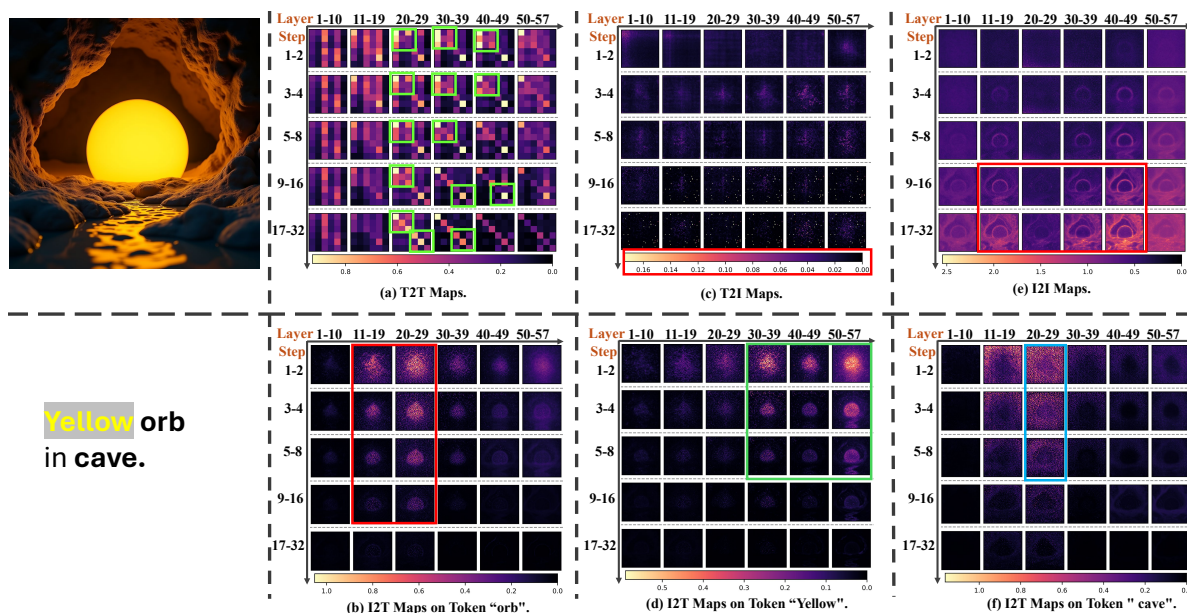 Layer 1-10 11-19 20-29 30-39 40-49 50-57
Step
1-2
3-4
5-8
9-16
17-32
0.8 0.6 0.4 0.2 0.0
(a) T2T Maps.
Layer 1-10 11-19 20-29 30-39 40-49 50-57
Step
1-2
3-4
5-8
9-16
17-32
0.16 0.14 0.12 0.10 0.08 0.06 0.04 0.02 0.00
(c) T2I Maps.
Layer 1-10 11-19 20-29 30-39 40-49 50-57
Step
1-2
3-4
5-8
9-16
17-32
2.5 2.0 1.5 1.0 0.5 0.0
(e) I2I Maps.
Yellow orb
in cave.
Layer 1-10 11-19 20-29 30-39 40-49 50-57
Step
1-2
3-4
5-8
9-16
17-32
1.0 0.8 0.6 0.4 0.2 0.0
(b) I2T Maps on Token “orb".
Layer 1-10 11-19 20-29 30-39 40-49 50-57
Step
1-2
3-4
5-8
9-16
17-32
0.5 0.4 0.3 0.2 0.1 0.0
(d) I2T Maps on Token “Yellow".
Layer 1-10 11-19 20-29 30-39 40-49 50-57
Step
1-2
3-4
5-8
9-16
17-32
1.0 0.8 0.6 0.4 0.2 0.0
(f) I2T Maps on Token " cave".